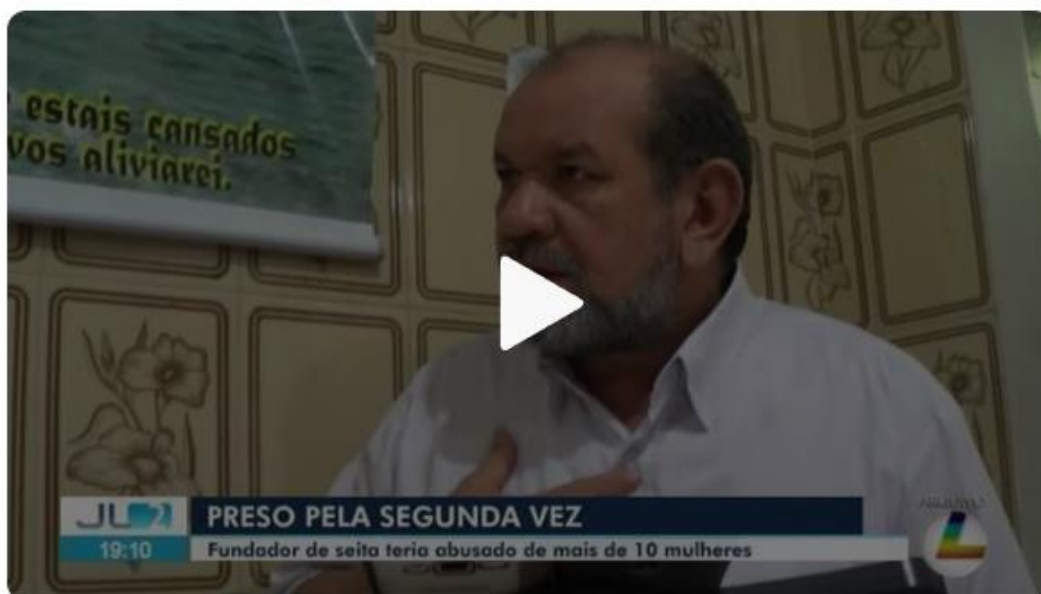 estais cansados
vos aliviarei.
ARQUIVO
JL2
PRESO PELA SEGUNDA VEZ
19:10
Fundador de seita teria abusado de mais de 10 mulheres